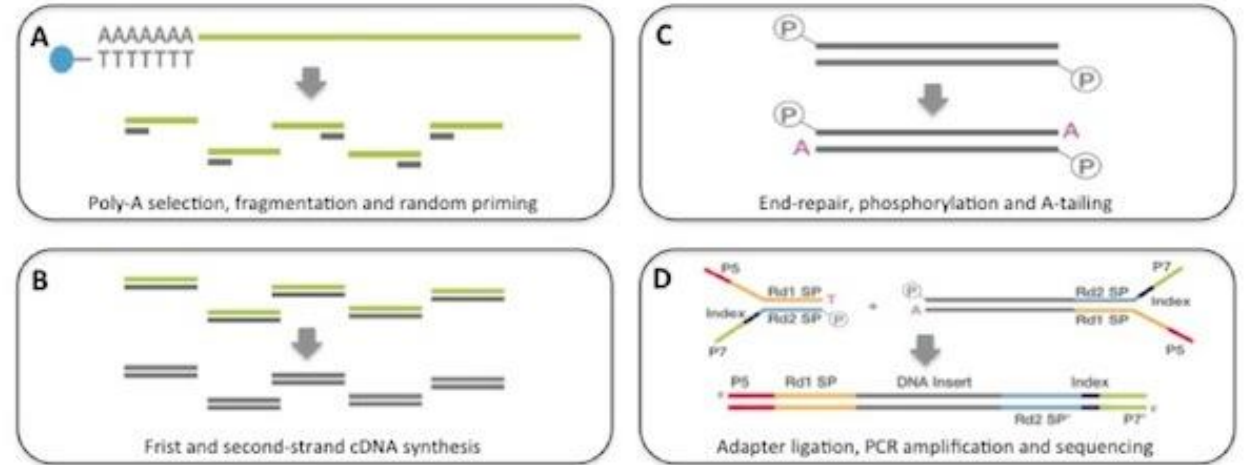 A
AAAAAAA
TTTTTTT
Poly-A selection, fragmentation and random priming
B
Frist and second-strand cDNA synthesis
C
P
P
P
A
A
P
End-repair, phosphorylation and A-tailing
D
P5
Rd1 SP
T
Index
Rd2 SP
P
P7
+
P
A
Rd2 SP
P7
Index
Rd1 SP
P5
P5 Rd1 SP DNA Insert Index
Rd2 SP' P7'
Adapter ligation, PCR amplification and sequencing